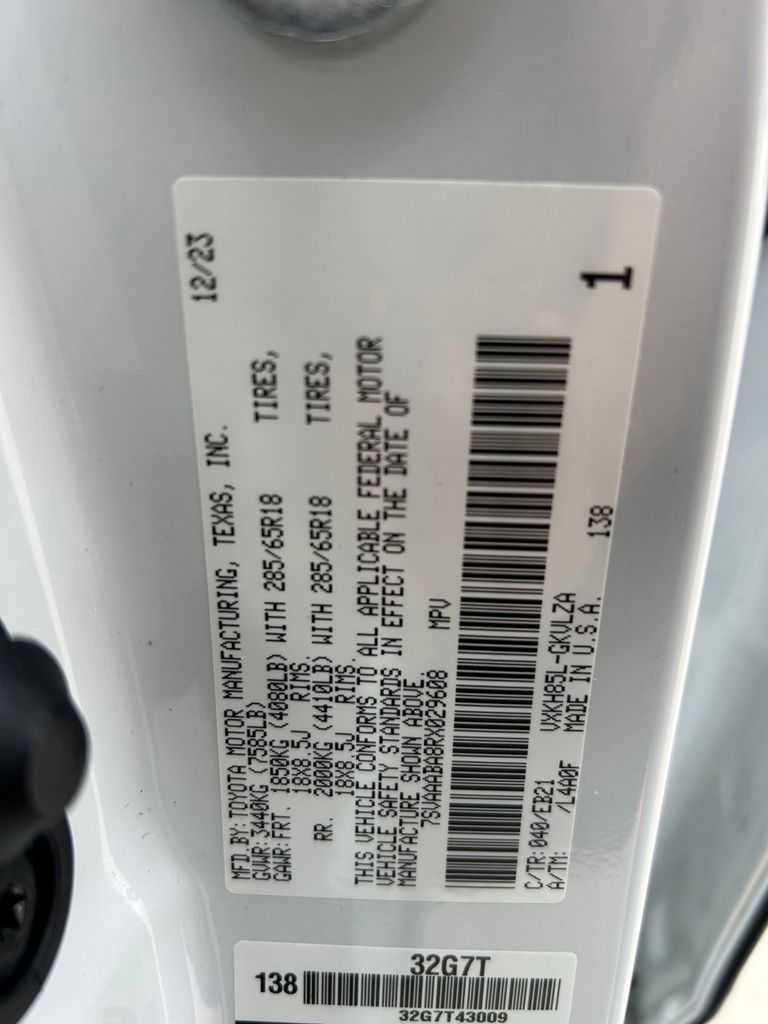 12/23
MFD.BY:TOYOTA MOTOR MANUFACTURING, TEXAS, INC.
GVWR:3440KG (7585LB)
GAWR:FRT. 1850KG (4080LB) WITH 285/65R18 TIRES,
18X8.5J RIMS.
RR. 2000KG (4410LB) WITH 285/65R18 TIRES,
18X8.5J RIMS.
THIS VEHICLE CONFORMS TO ALL APPLICABLE FEDERAL MOTOR
VEHICLE SAFETY STANDARDS IN EFFECT ON THE DATE OF
MANUFACTURE SHOWN ABOVE.
7SVAAABA8RX029608 MPV
1
C/TR:040/EB21 VXKH85L-GKVLZA
A/TM: /L4A0F MADE IN U.S.A. 138
32G7T
138
32G7T43009